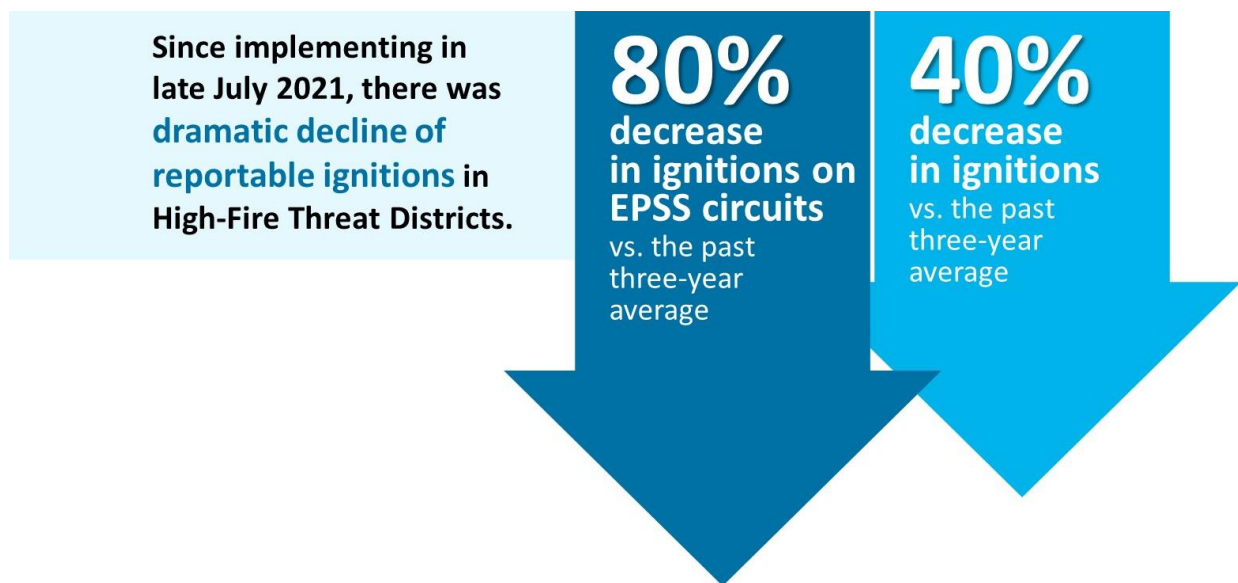 Since implementing in
late July 2021, there was
dramatic decline of
reportable ignitions in
High-Fire Threat Districts.
80%
decrease
in ignitions on
EPSS circuits
vs. the past
three-year
average
40%
decrease
in ignitions
vs. the past
three-year
average